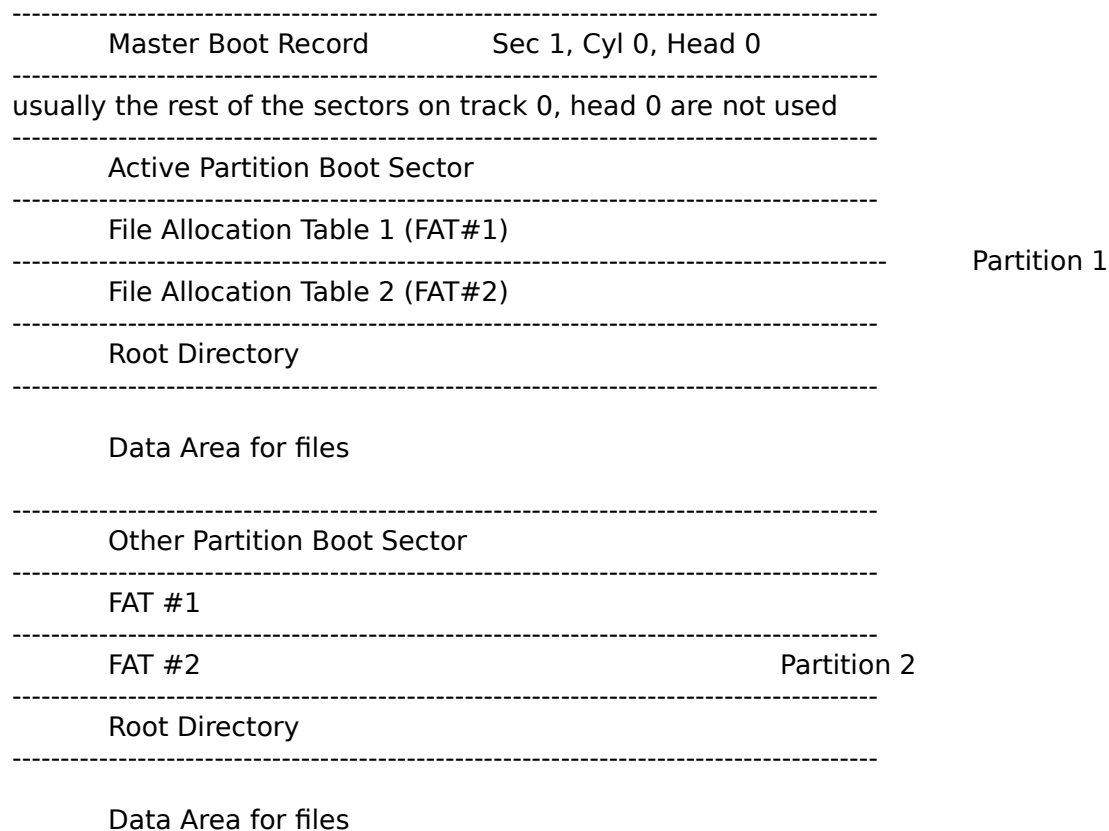 ------------------------------------------------------------------------------------------
Master Boot Record Sec 1, Cyl 0, Head 0
------------------------------------------------------------------------------------------
usually the rest of the sectors on track 0, head 0 are not used
------------------------------------------------------------------------------------------
Active Partition Boot Sector
------------------------------------------------------------------------------------------
File Allocation Table 1 (FAT#1)
------------------------------------------------------------------------------------------- Partition 1
File Allocation Table 2 (FAT#2)
------------------------------------------------------------------------------------------
Root Directory
------------------------------------------------------------------------------------------
Data Area for files
------------------------------------------------------------------------------------------
Other Partition Boot Sector
------------------------------------------------------------------------------------------
FAT #1
------------------------------------------------------------------------------------------
FAT #2 Partition 2
------------------------------------------------------------------------------------------
Root Directory
------------------------------------------------------------------------------------------
Data Area for files